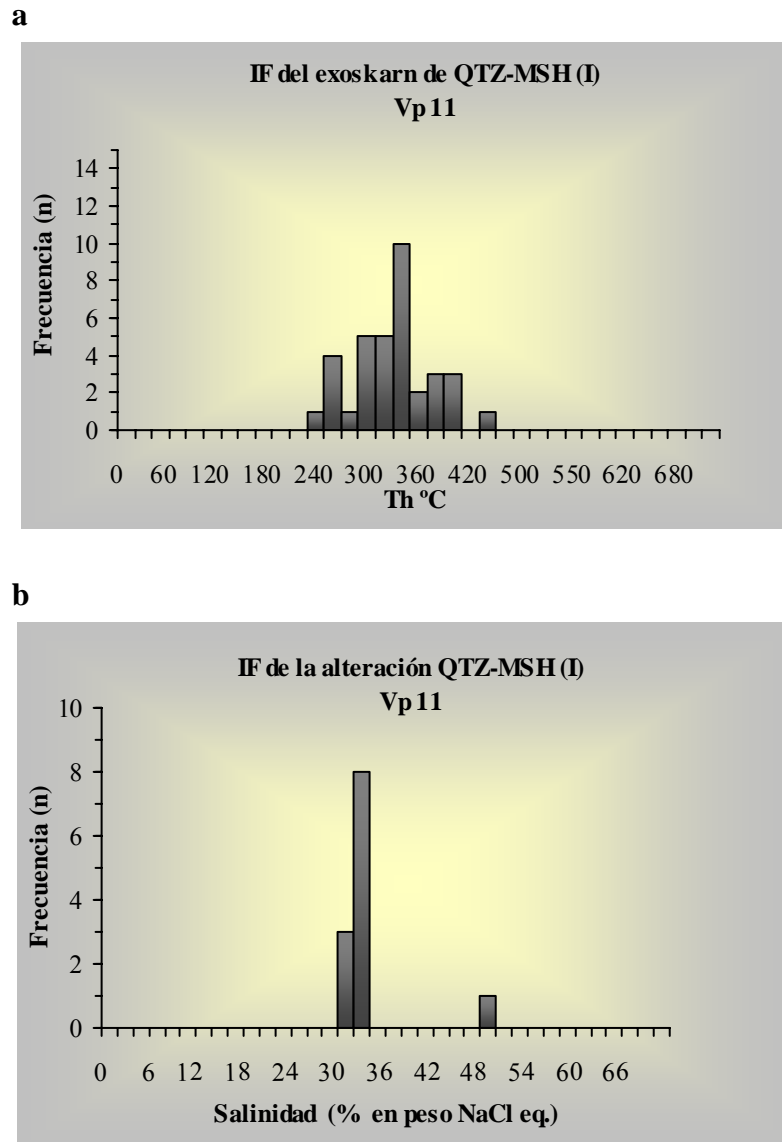 a
IF del exoskarn de QTZ-MSH (I)
Vp 11
14
12
10
8
6
4
2
0
Frecuencia (n)
0 60 120 180 240 300 360 420 500 550 620 680
Th ºC
b
IF de la alteración QTZ-MSH (I)
Vp 11
10
8
6
4
2
0
Frecuencia (n)
0 6 12 18 24 30 36 42 48 54 60 66
Salinidad (% en peso NaCl eq.)